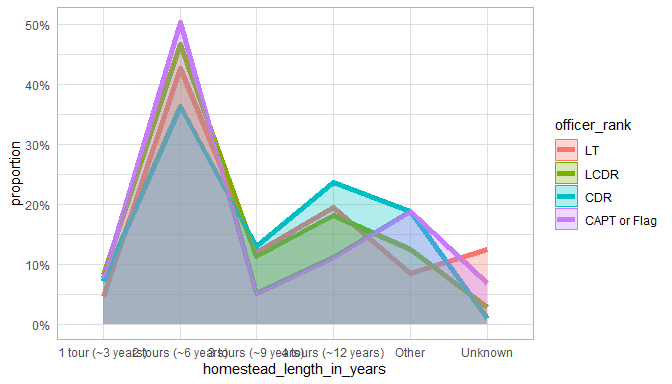 50%
40%
30%
20%
10%
0%
proportion
1 tour (~3 years) 2 tours (~6 years) 3 tours (~9 years) 4 tours (~12 years) Other Unknown
homestead_length_in_years
officer_rank
LT
LCDR
CDR
CAPT or Flag